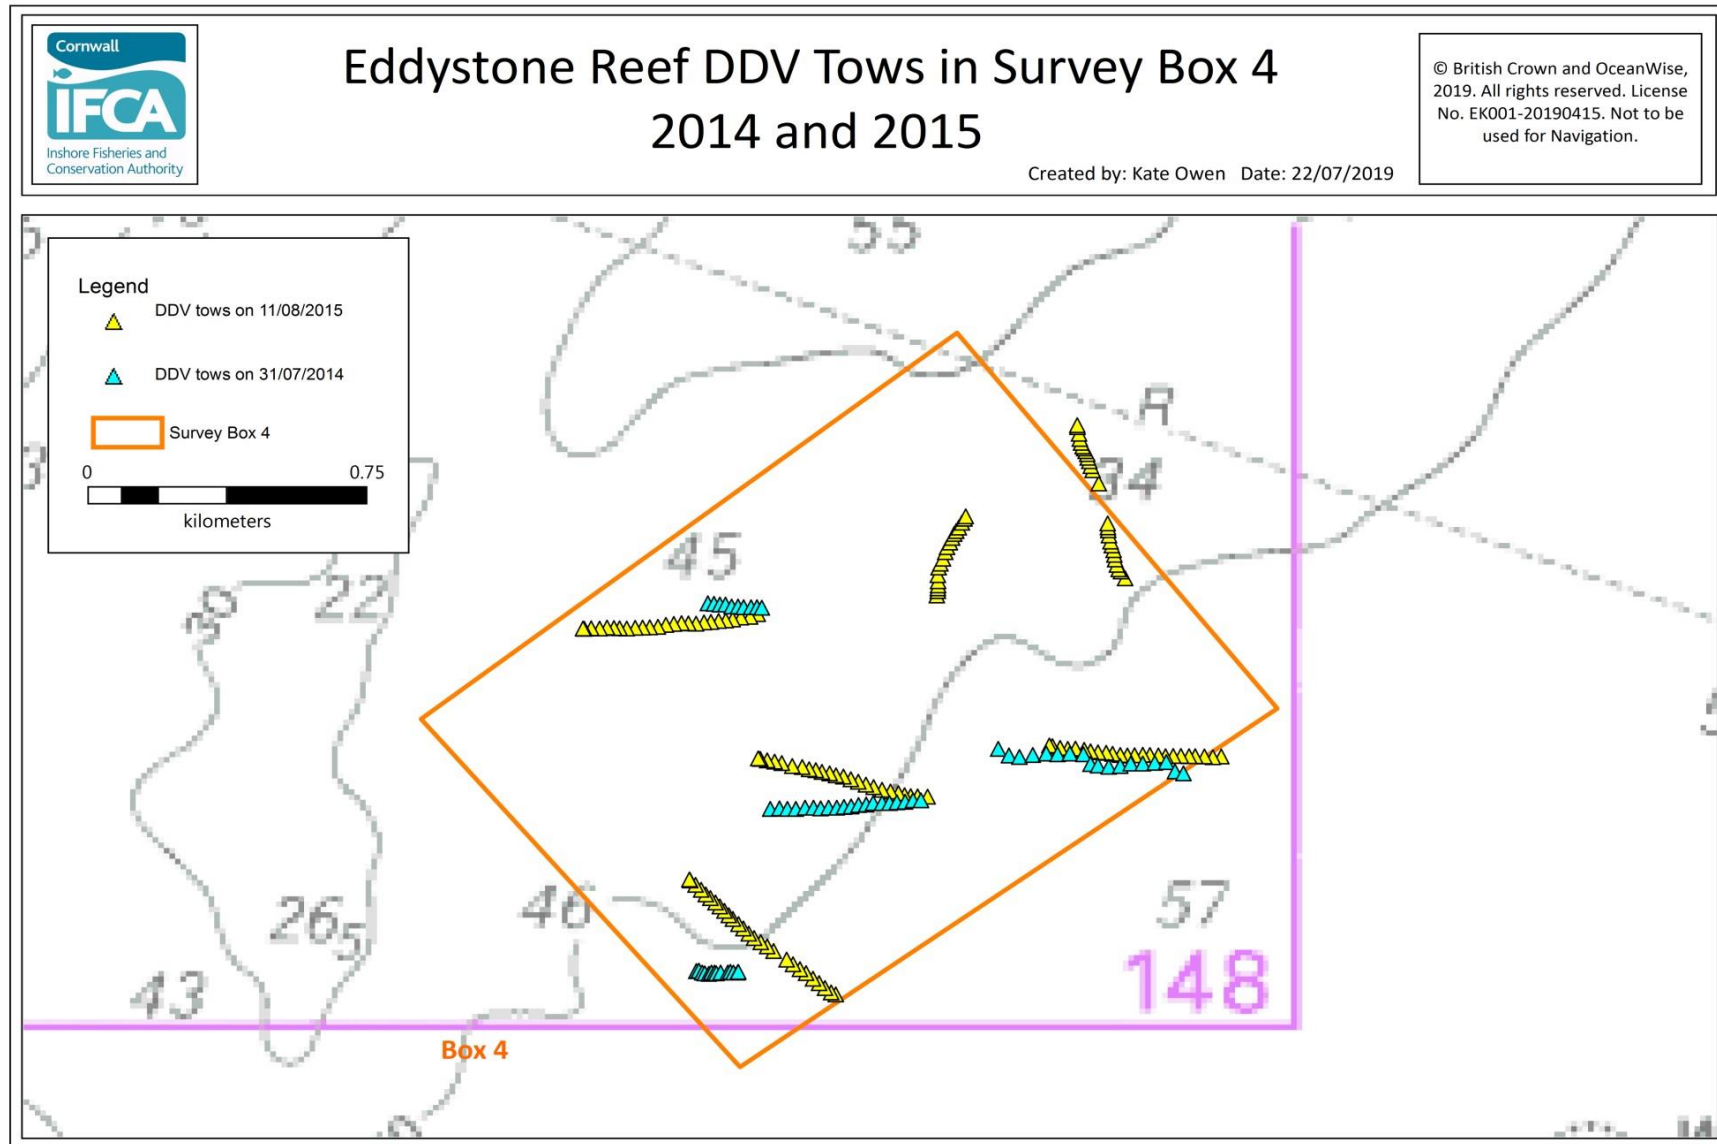 Cornwall
IFCA
Inshore Fisheries and
Conservation Authority
Eddystone Reef DDV Tows in Survey Box 4
2014 and 2015
Created by: Kate Owen   Date: 22/07/2019
© British Crown and OceanWise,
2019. All rights reserved. License
No. EK001-20190415. Not to be
used for Navigation.
Legend
DDV tows on 11/08/2015
DDV tows on 31/07/2014
Survey Box 4
0 0.75
kilometers
55
R
34
45
22
46
57
26 5
43
148
Box 4